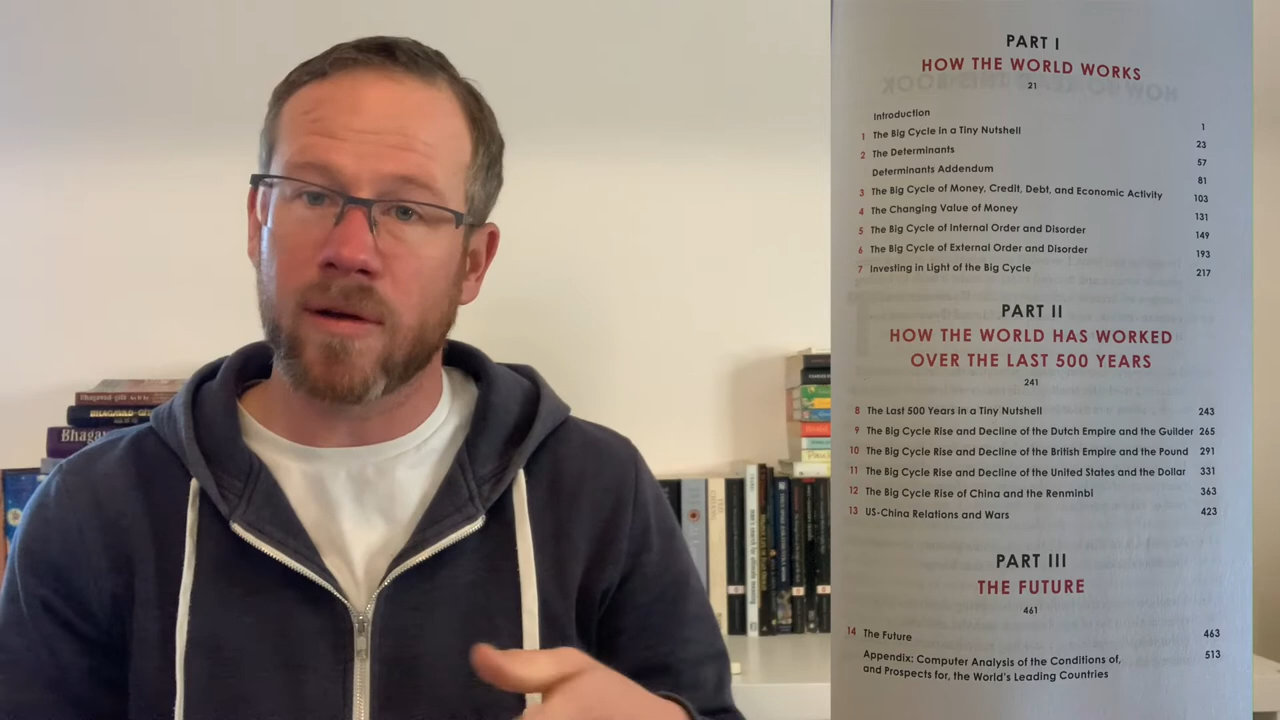 PART I
HOW THE WORLD WORKS
21
Introduction 1
1 The Big Cycle in a Tiny Nutshell 23
2 The Determinants 57
Determinants Addendum 81
3 The Big Cycle of Money, Credit, Debt, and Economic Activity 103
4 The Changing Value of Money 131
5 The Big Cycle of Internal Order and Disorder 149
6 The Big Cycle of External Order and Disorder 193
7 Investing in Light of the Big Cycle 217
PART II
HOW THE WORLD HAS WORKED
OVER THE LAST 500 YEARS
241
8 The Last 500 Years in a Tiny Nutshell 243
9 The Big Cycle Rise and Decline of the Dutch Empire and the Guilder 265
10 The Big Cycle Rise and Decline of the British Empire and the Pound 291
11 The Big Cycle Rise and Decline of the United States and the Dollar 331
12 The Big Cycle Rise of China and the Renminbi 363
13 US-China Relations and Wars 423
PART III
THE FUTURE
461
14 The Future 463
Appendix: Computer Analysis of the Conditions of, 513
and Prospects for, the World's Leading Countries
Bhagavad-gita
BHAGAVAD-GITA
Bhagav